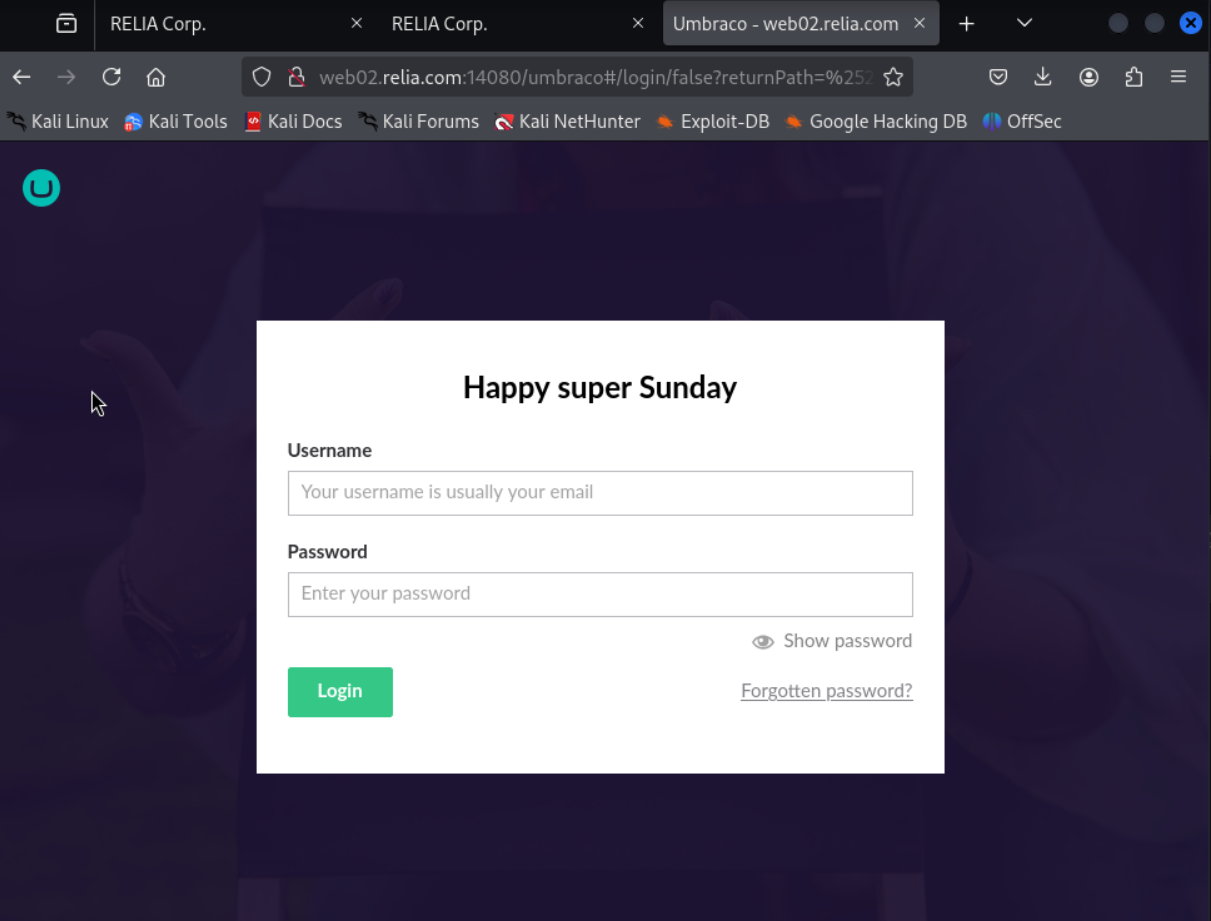 RELIA Corp. RELIA Corp. Umbraco - web02.relia.com
web02.relia.com:14080/umbraco#/login/false?returnPath=%252
Kali Linux Kali Tools Kali Docs Kali Forums Kali NetHunter Exploit-DB Google Hacking DB OffSec
Happy super Sunday
Username
Your username is usually your email
Password
Enter your password
Show password
Login Forgotten password?